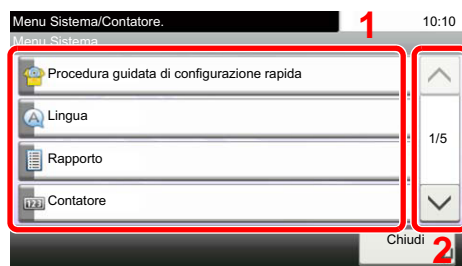 Menu Sistema/Contatore.
1
10:10
Menu Sistema
Procedura guidata di configurazione rapida
Lingua
1/5
Rapporto
123 Contatore
Chiudi
2